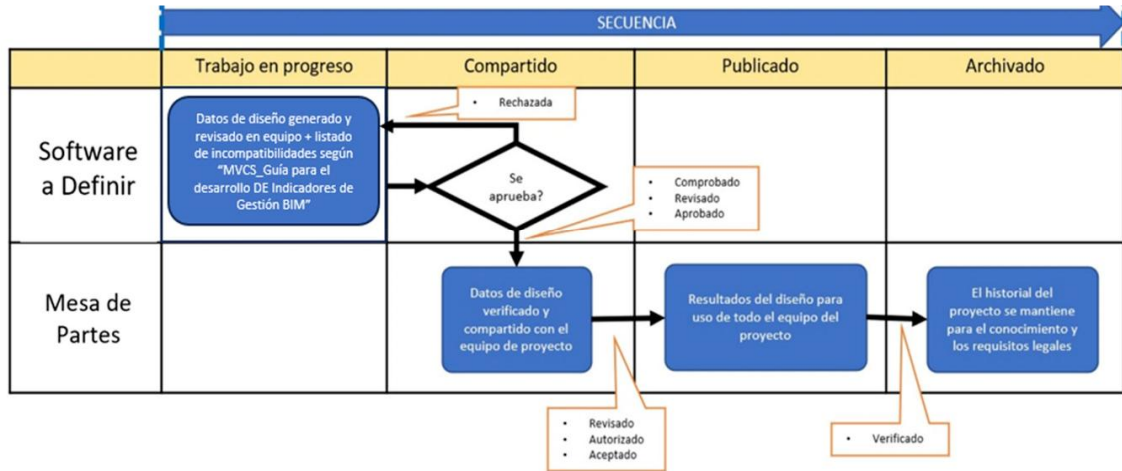 SECUENCIA
Trabajo en progreso
Compartido
Publicado
Archivado
Software
a Definir
Datos de diseño generado y
revisado en equipo + listado
de incompatibilidades según
"MVCS_Guía para el
desarrollo DE Indicadores de
Gestión BIM"
• Rechazada
Se
aprueba?
• Comprobado
• Revisado
• Aprobado
Mesa de
Partes
Datos de diseño
verificado y
compartido con el
equipo de proyecto
Resultados del diseño para
uso de todo el equipo del
proyecto
El historial del
proyecto se mantiene
para el conocimiento y
los requisitos legales
• Revisado
• Autorizado
• Aceptado
• Verificado